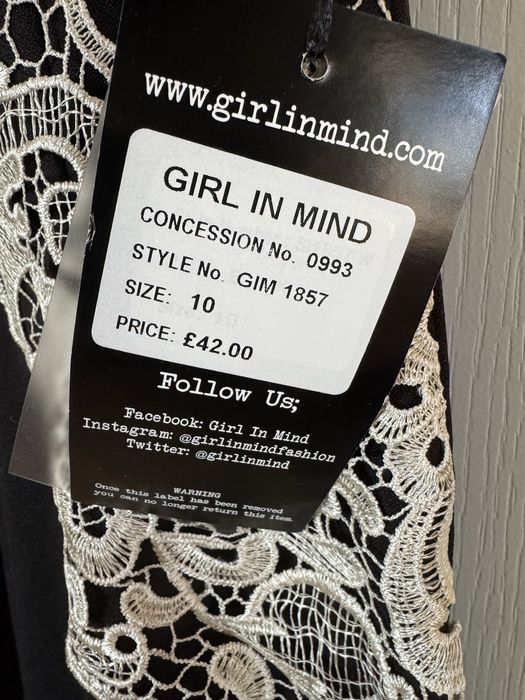 www.girlinmind.com
GIRL IN MIND
CONCESSION No. 0993
STYLE No. GIM 1857
SIZE: 10
PRICE: £42.00
Follow Us;
Facebook: Girl In Mind
Instagram: @girlinmindfashion
Twitter: @girlinmind
WARNING
Once this label has been removed
you can no longer return this item.